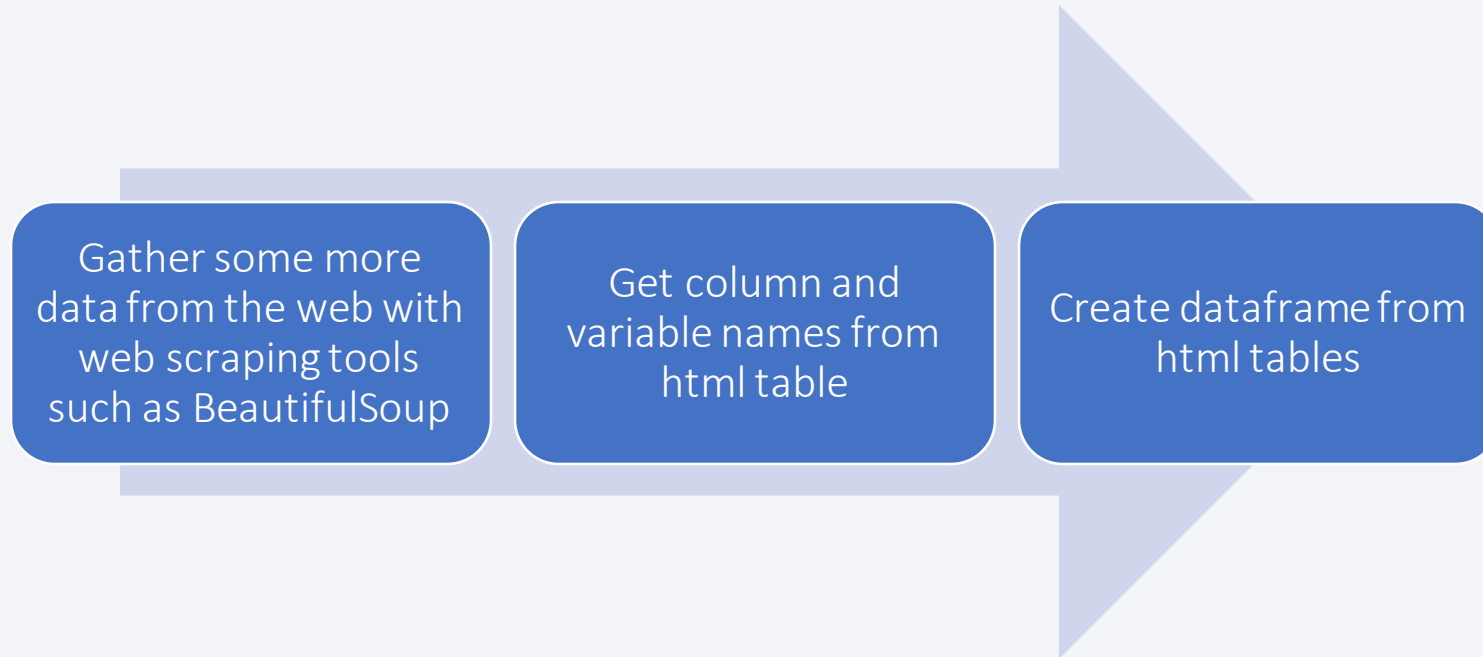 Gather some more
data from the web with
web scraping tools
such as BeautifulSoup
Get column and
variable names from
html table
Create dataframe from
html tables